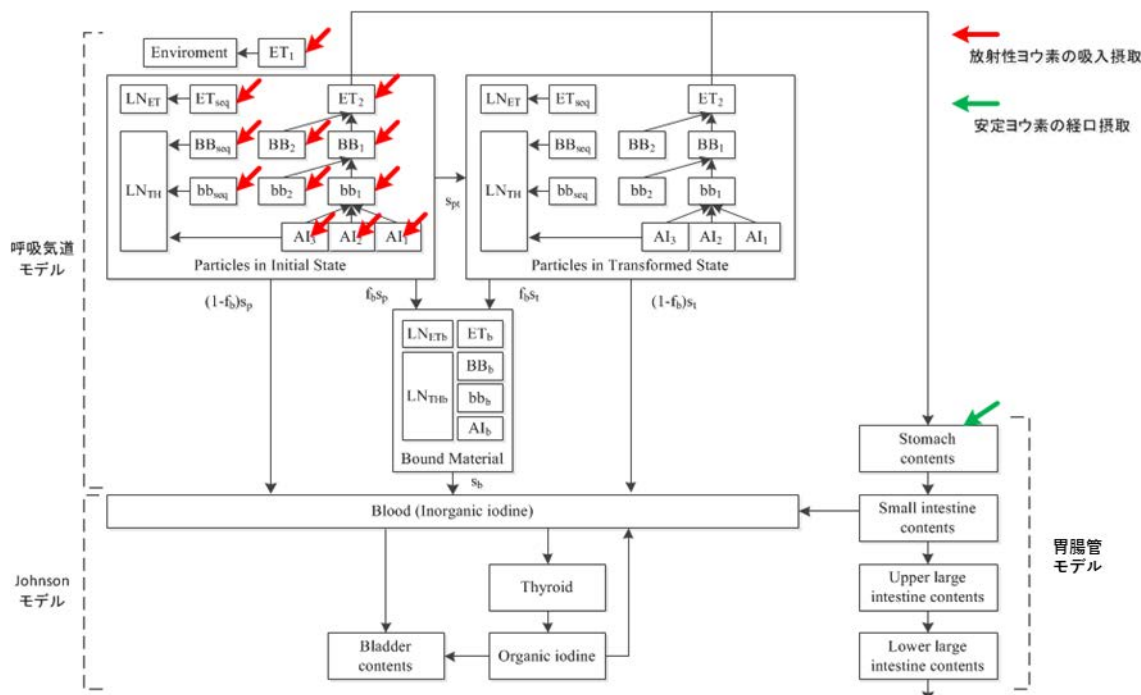 Enviroment
ET1
放射性ヨウ素の吸入摂取
安定ヨウ素の経口摂取
LNET
ETseq
ET2
BBseq
BB2
BB1
LNTH
bbseq
bb2
bb1
AI3
AI2
AI1
Particles in Initial State
spt
LNET
ETseq
ET2
BBseq
BB2
BB1
LNTH
bbseq
bb2
bb1
AI3
AI2
AI1
Particles in Transformed State
呼吸気道
モデル
(1-fb)sp
fbsp
fbst
(1-fb)st
LNETb
ETb
LNTHb
BBb
bbb
AIb
Bound Material
sb
Stomach
contents
Blood (Inorganic iodine)
Small intestine
contents
Johnson
モデル
Thyroid
Upper large
intestine contents
胃腸管
モデル
Bladder
contents
Organic iodine
Lower large
intestine contents